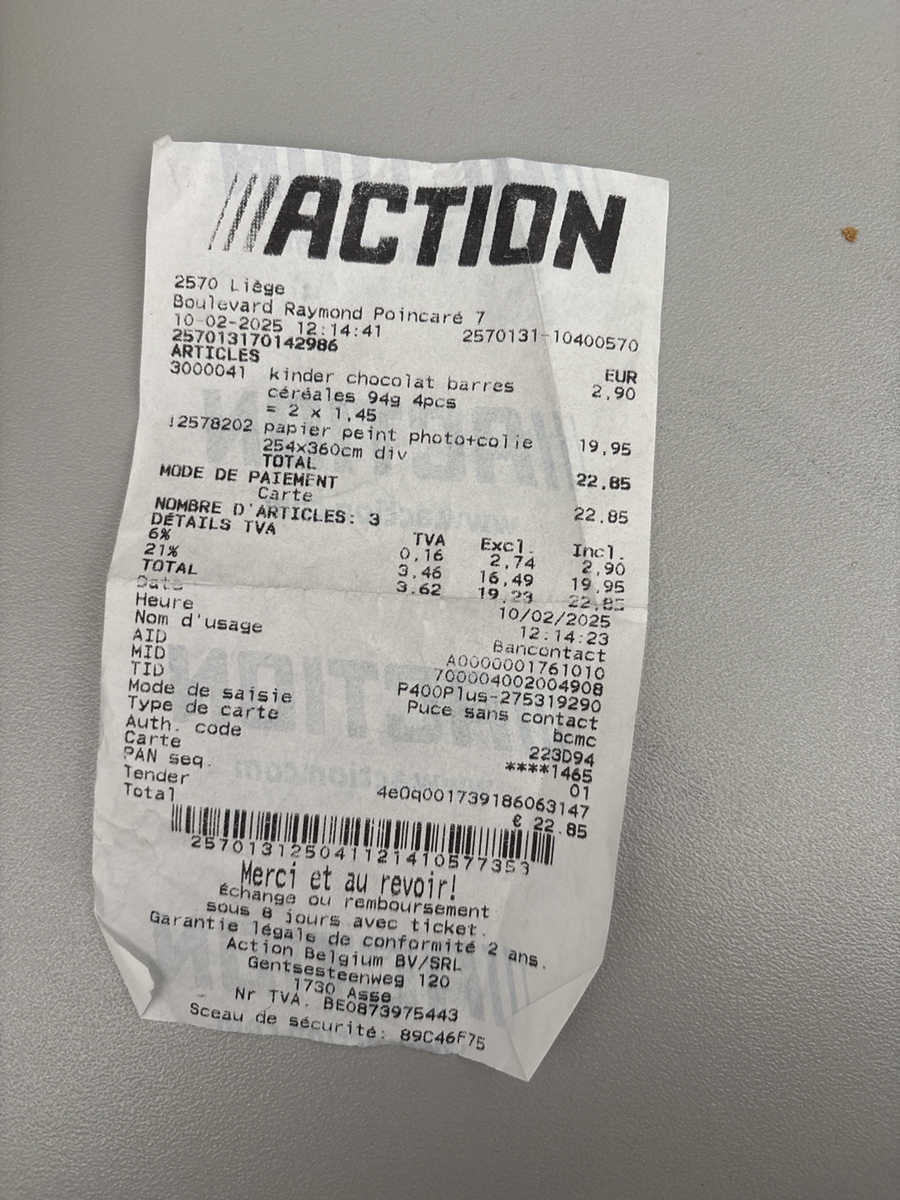 ACTION
2570 Liège
Boulevard Raymond Poincaré 7
10-02-2025 12:14:41 2570131-10400570
257013170142986
ARTICLES EUR
3000041 kinder chocolat barres 2,90
céréales 94g 4pcs
= 2 x 1,45
!2578202 papier peint photo+colle 19,95
254x360cm div
TOTAL 22,85
MODE DE PAIEMENT
Carte 22,85
NOMBRE D'ARTICLES: 3
DÉTAILS TVA TVA Excl. Incl.
6% 0,16 2,74 2,90
21% 3,46 16,49 19,95
TOTAL 3,62 19,23 22,85
Date 10/02/2025
Heure 12:14:23
Nom d'usage Bancontact
AID A0000001761010
MID 700004002004908
TID P400Plus-275319290
Mode de saisie Puce sans contact
Type de carte bcmc
Auth. code 223D94
Carte ****1465
PAN seq. 01
Tender 4e0q001739186063147
Total € 22.85
257013125041121410577353
Merci et au revoir!
Échange ou remboursement
sous 8 jours avec ticket.
Garantie légale de conformité 2 ans.
Action Belgium BV/SRL
Gentsesteenweg 120
1730 Asse
Nr TVA. BE0873975443
Sceau de sécurité: 89C46F75